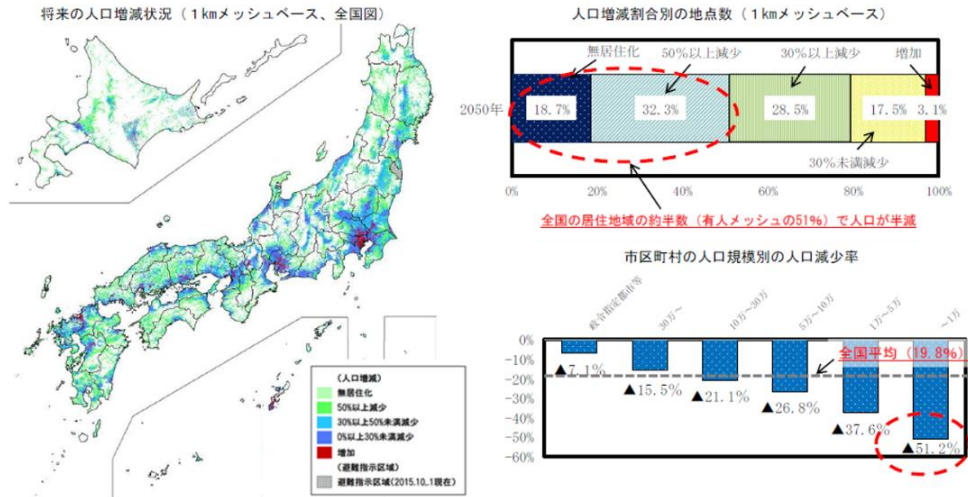 将来の人口増減状況（１kmメッシュベース、全国図）
（人口増減）
無居住化
50%以上減少
30%以上50%未満減少
0%以上30%未満減少
増加
（避難指示区域）
避難指示区域(2015.10.1現在)
人口増減割合別の地点数（１kmメッシュベース）
無居住化
50%以上減少
30%以上減少
増加
2050年
18.7%
32.3%
28.5%
17.5%
3.1%
30%未満減少
0%
20%
40%
60%
80%
100%
全国の居住地域の約半数（有人メッシュの51%）で人口が半減
市区町村の人口規模別の人口減少率
政令指定都市等
30万～
10万～30万
5万～10万
1万～5万
～1万
0%
-10%
-20%
-30%
-40%
-50%
-60%
全国平均（19.8%）
▲7.1%
▲15.5%
▲21.1%
▲26.8%
▲37.6%
▲51.2%